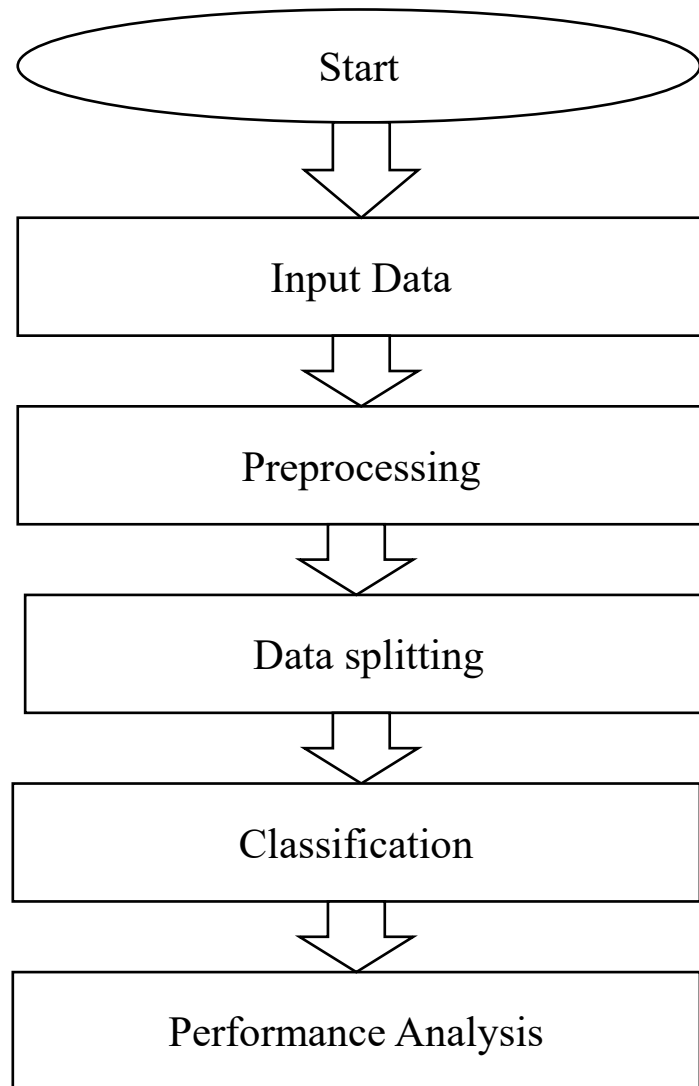 Start
Input Data
Preprocessing
Data splitting
Classification
Performance Analysis